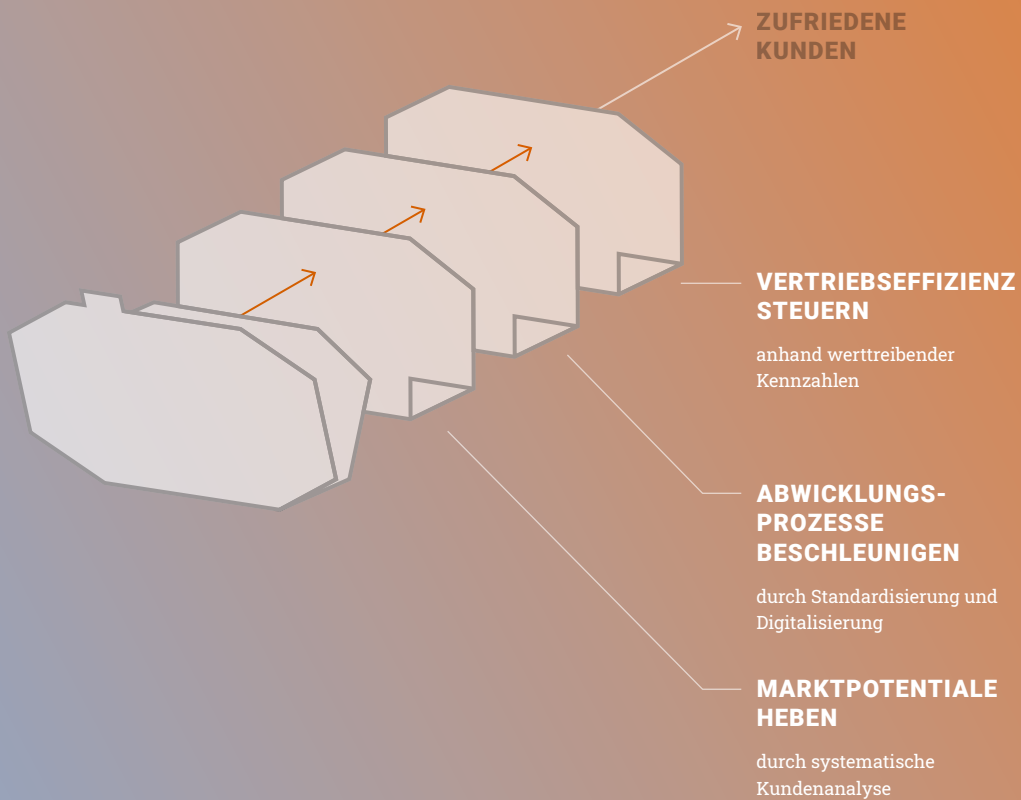 ZUFRIEDENE
KUNDEN
VERTRIEBSEFFIZIENZ
STEUERN
anhand werttreibender
Kennzahlen
ABWICKLUNGS-
PROZESSE
BESCHLEUNIGEN
durch Standardisierung und
Digitalisierung
MARKTPOTENTIALE
HEBEN
durch systematische
Kundenanalyse